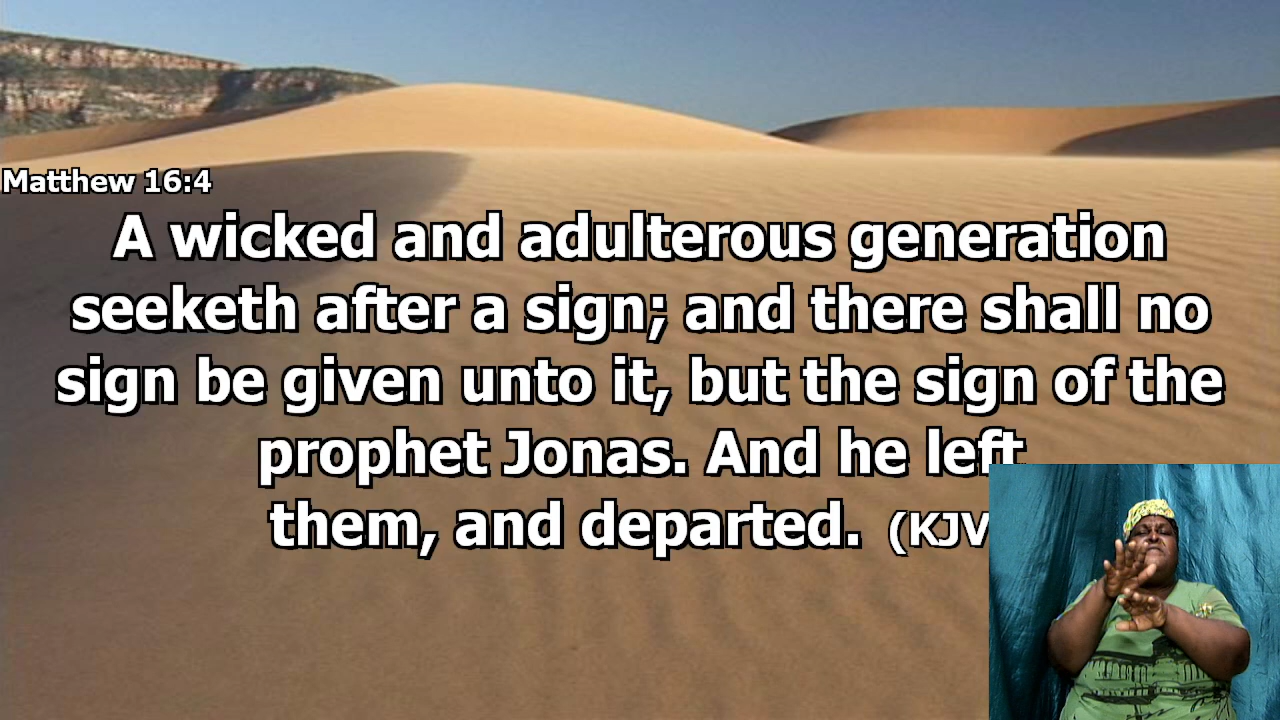 Matthew 16:4
A wicked and adulterous generation
seeketh after a sign; and there shall no
sign be given unto it, but the sign of the
prophet Jonas. And he left
them, and departed. (KJV